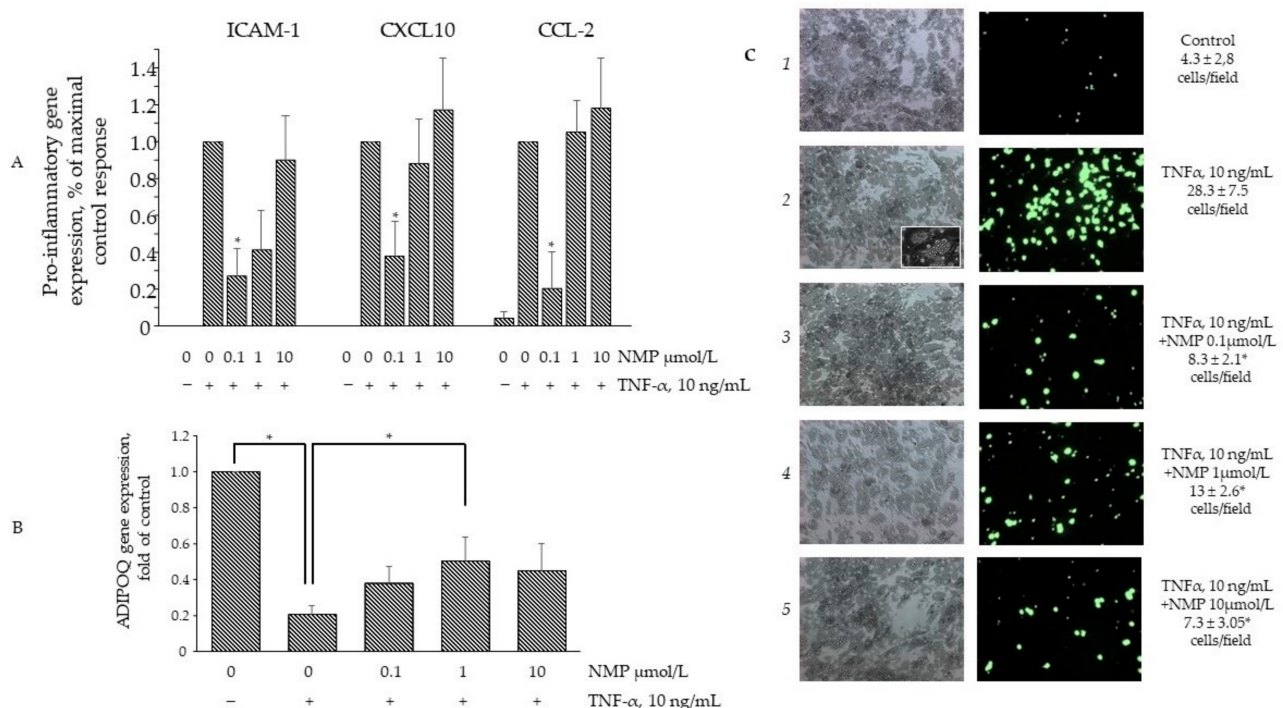 ICAM-1 CXCL10 CCL-2
A
Pro-inflammatory gene
expression, % of maximal
control response
1.4
1.2
1.0
0.8
0.6
0.4
0.2
0
* * *
0 0 0.1 1 10 0 0 0.1 1 10 0 0 0.1 1 10 NMP μmol/L
− + + + + − + + + + − + + + + TNF-α, 10 ng/mL
B
ADIPOQ gene expression,
fold of control
1.2
1.0
0.8
0.6
0.4
0.2
0
* *
0 0 0.1 1 10 NMP μmol/L
− + + + + TNF-α, 10 ng/mL
C
1
Control
4.3 ± 2,8
cells/field
2
TNFα, 10 ng/mL
28.3 ± 7.5
cells/field
3
TNFα, 10 ng/mL
+NMP 0.1μmol/L
8.3 ± 2.1*
cells/field
4
TNFα, 10 ng/mL
+NMP 1μmol/L
13 ± 2.6*
cells/field
5
TNFα, 10 ng/mL
+NMP 10μmol/L
7.3 ± 3.05*
cells/field